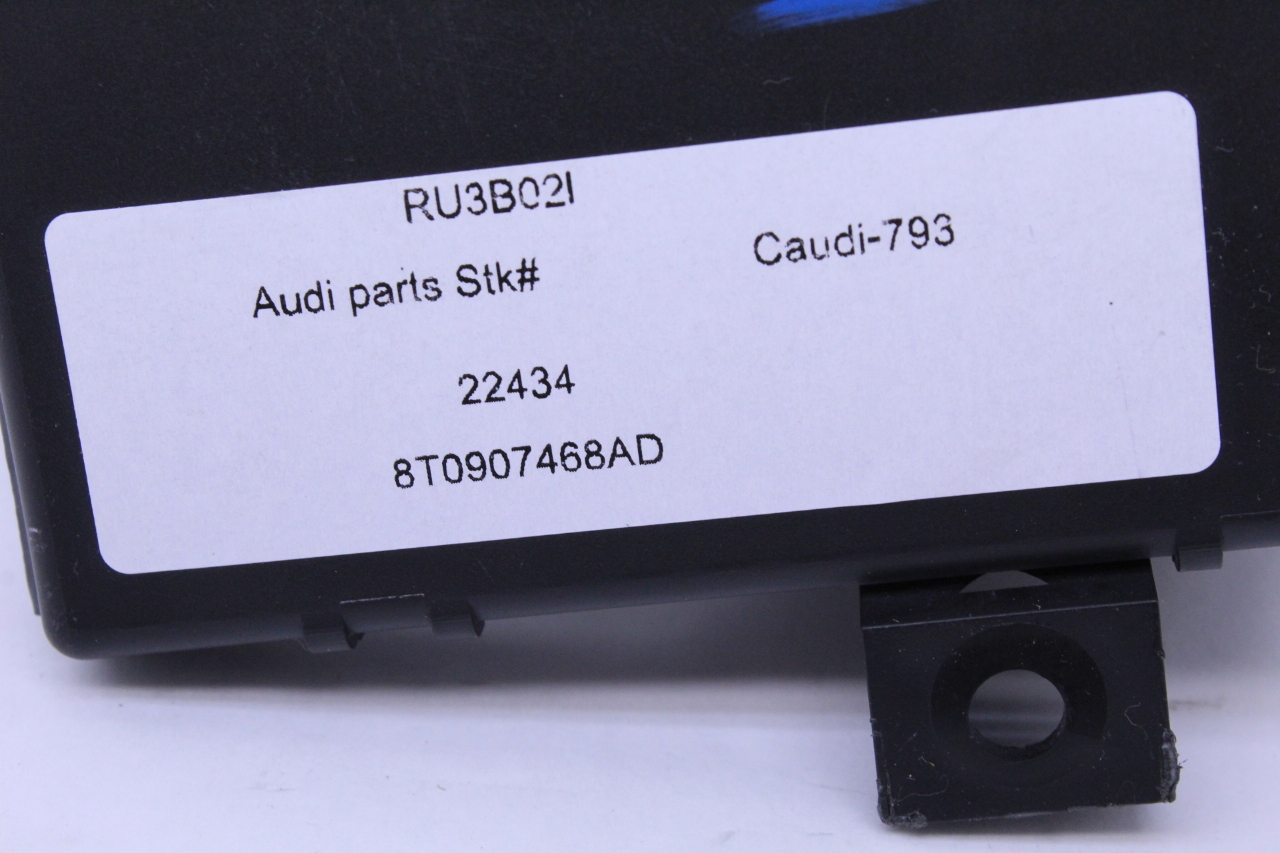 RU3B02I
Audi parts Stk#
Caudi-793
22434
8T0907468AD